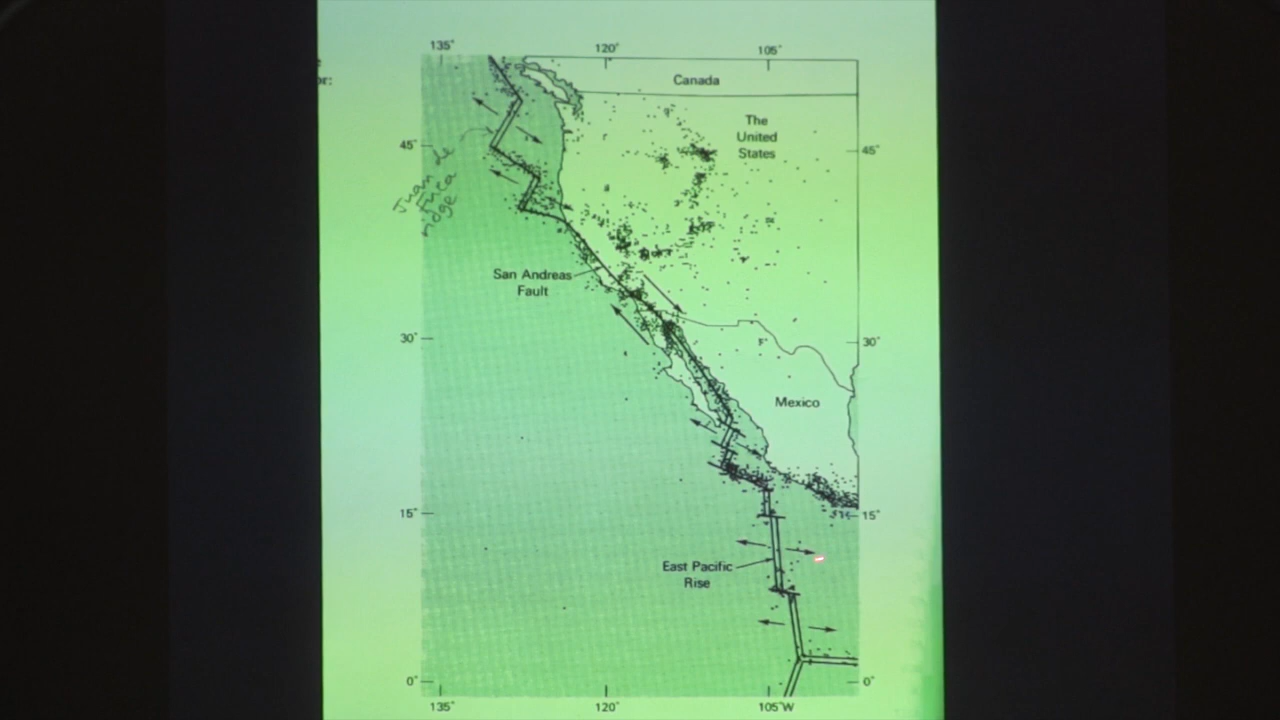 135°
120°
105°
or:
Canada
The
United
States
45°
45°
Juan de
Fuca
ridge
San Andreas
Fault
30°
30°
Mexico
15°
15°
East Pacific
Rise
0°
0°
135°
120°
105°W